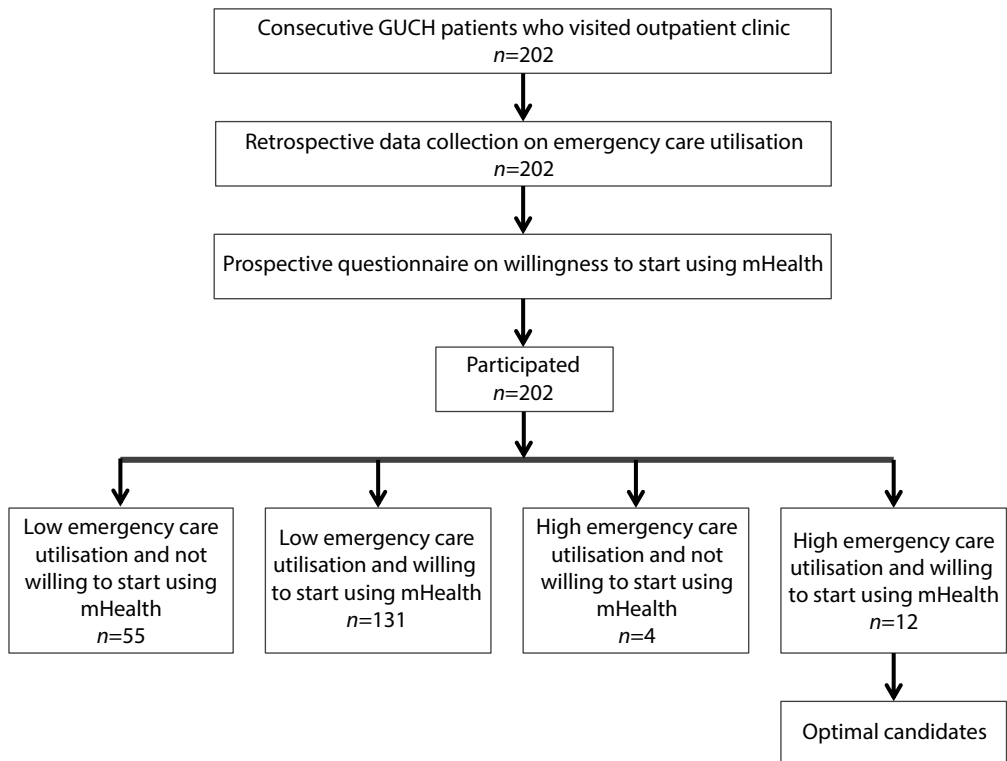 Consecutive GUCH patients who visited outpatient clinic
n=202
Retrospective data collection on emergency care utilisation
n=202
Prospective questionnaire on willingness to start using mHealth
Participated
n=202
Low emergency care
utilisation and not
willing to start using
mHealth
n=55
Low emergency care
utilisation and willing
to start using mHealth
n=131
High emergency care
utilisation and not
willing to start using
mHealth
n=4
High emergency care
utilisation and willing
to start using mHealth
n=12
Optimal candidates